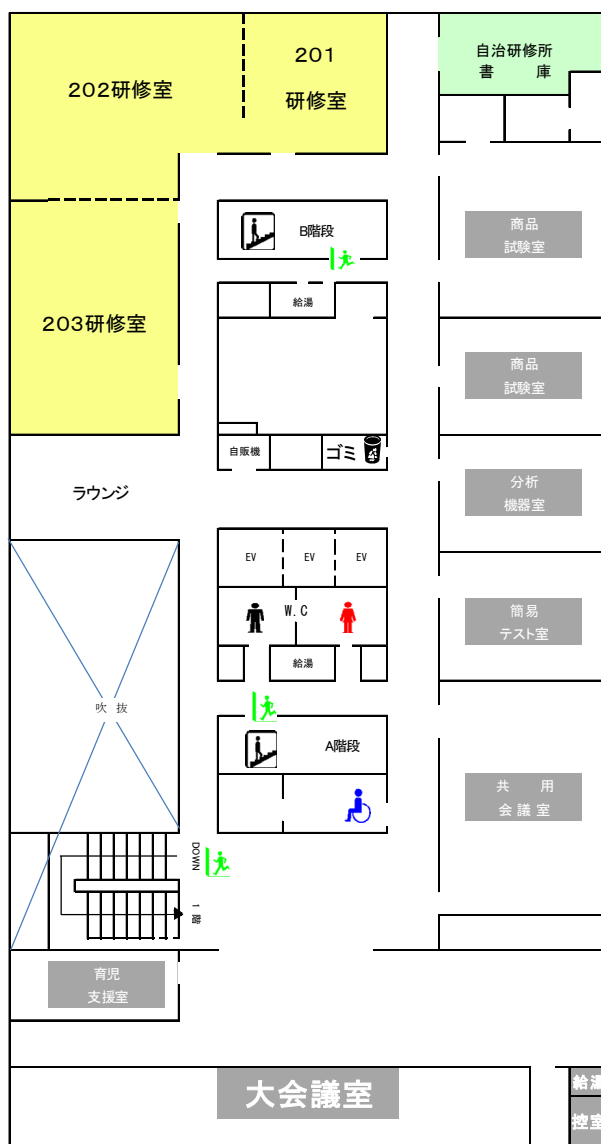 自治研修所
書　庫
201
研修室
202研修室
商品
試験室
B階段
給湯
203研修室
商品
試験室
自販機
ゴミ
ラウンジ
分析
機器室
EV
EV
EV
W.C
簡易
テスト室
給湯
吹 抜
A階段
共　用
会議室
DOWN
1階
育児
支援室
大会議室
給湯
控室